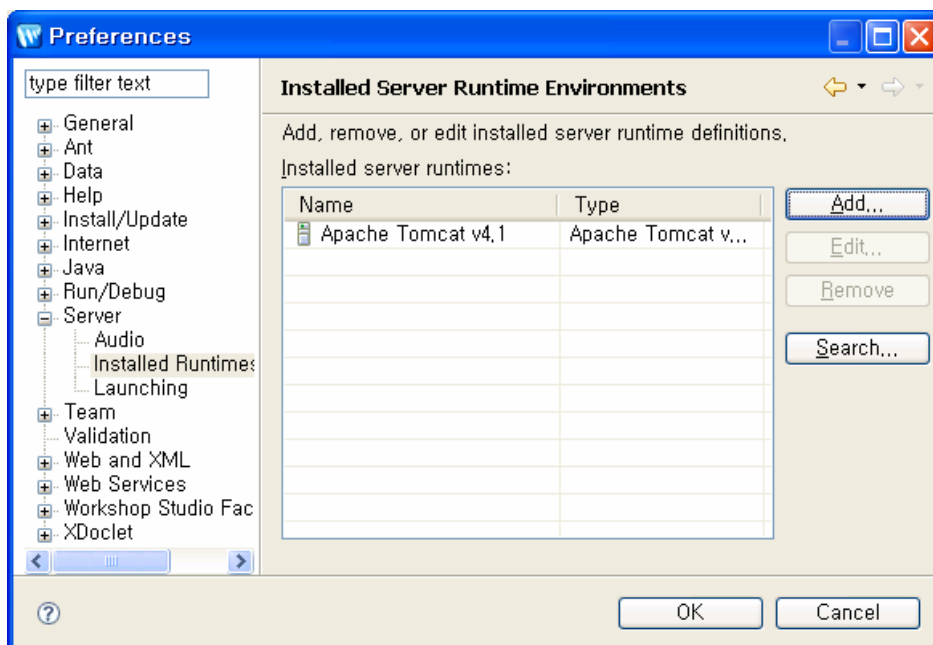 Preferences
type filter text
General
Ant
Data
Help
Install/Update
Internet
Java
Run/Debug
Server
Audio
Installed Runtimes
Launching
Team
Validation
Web and XML
Web Services
Workshop Studio Fac
XDoclet
Installed Server Runtime Environments
Add, remove, or edit installed server runtime definitions.
Installed server runtimes:
Name Type
Apache Tomcat v4.1 Apache Tomcat v...
Add...
Edit...
Remove
Search...
OK Cancel